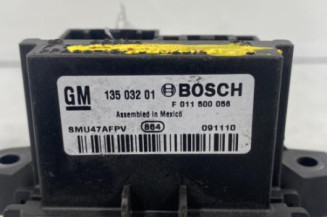 GM 135 032 01 BOSCH
F 011 500 056
Assembled in Mexico
SMU47AFPV 864 091110